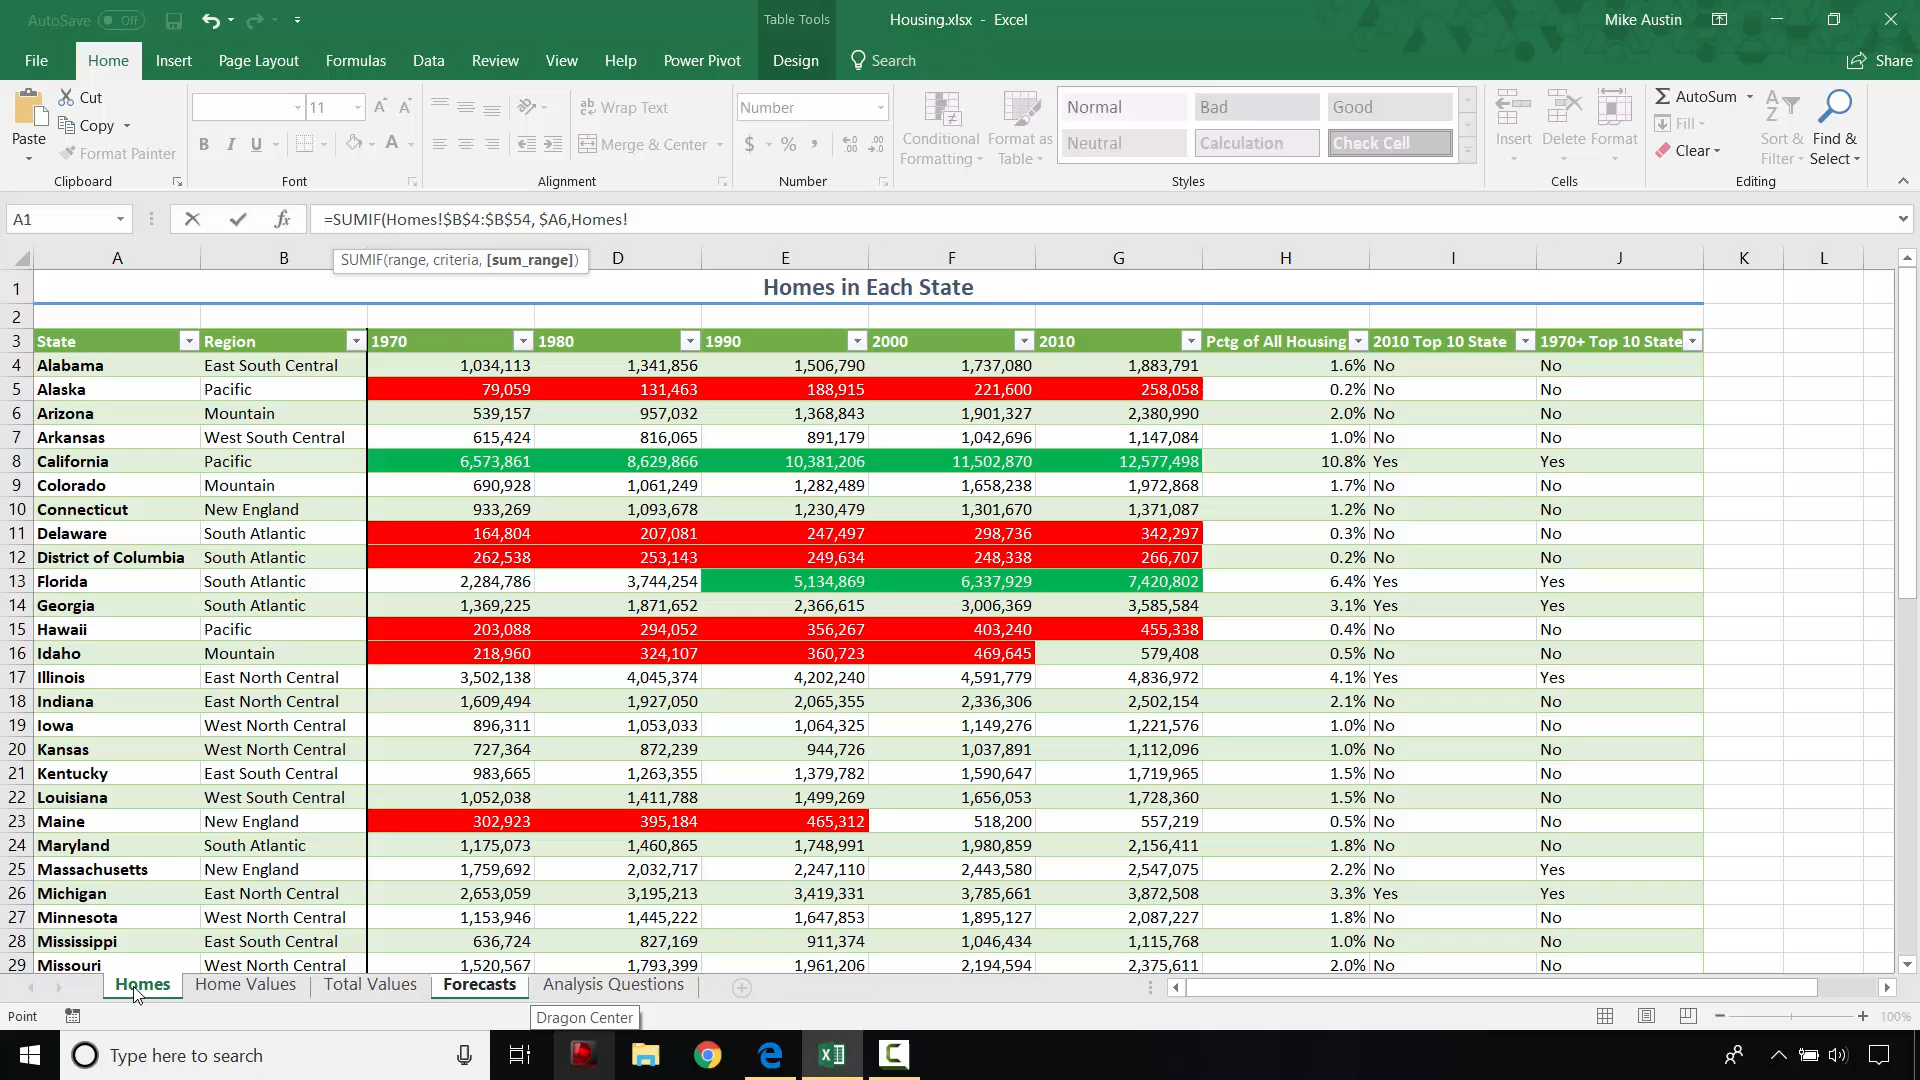 AutoSave Off
Table Tools
Housing.xlsx - Excel
Mike Austin
File Home Insert Page Layout Formulas Data Review View Help Power Pivot Design Search Share
Paste
Cut
Copy
Format Painter
Clipboard
11
A A
B I U A
Font
Wrap Text
Merge & Center
Alignment
Number
$ % ,
Number
Conditional Formatting
Format as Table
Normal Bad Good
Neutral Calculation Check Cell
Styles
Insert Delete Format
Cells
AutoSum
Fill
Clear
Sort & Filter
Find & Select
Editing
A1 fx =SUMIF(Homes!$B$4:$B$54, $A6,Homes!
SUMIF(range, criteria, [sum_range])
A B D E F G H I J K L
1 Homes in Each State
2
3 State Region 1970 1980 1990 2000 2010 Pctg of All Housing 2010 Top 10 State 1970+ Top 10 State
4 Alabama East South Central 1,034,113 1,341,856 1,506,790 1,737,080 1,883,791 1.6% No No
5 Alaska Pacific 79,059 131,463 188,915 221,600 258,058 0.2% No No
6 Arizona Mountain 539,157 957,032 1,368,843 1,901,327 2,380,990 2.0% No No
7 Arkansas West South Central 615,424 816,065 891,179 1,042,696 1,147,084 1.0% No No
8 California Pacific 6,573,861 8,629,866 10,381,206 11,502,870 12,577,498 10.8% Yes Yes
9 Colorado Mountain 690,928 1,061,249 1,282,489 1,658,238 1,972,868 1.7% No No
10 Connecticut New England 933,269 1,093,678 1,230,479 1,301,670 1,371,087 1.2% No No
11 Delaware South Atlantic 164,804 207,081 247,497 298,736 342,297 0.3% No No
12 District of Columbia South Atlantic 262,538 253,143 249,634 248,338 266,707 0.2% No No
13 Florida South Atlantic 2,284,786 3,744,254 5,134,869 6,337,929 7,420,802 6.4% Yes Yes
14 Georgia South Atlantic 1,369,225 1,871,652 2,366,615 3,006,369 3,585,584 3.1% Yes Yes
15 Hawaii Pacific 203,088 294,052 356,267 403,240 455,338 0.4% No No
16 Idaho Mountain 218,960 324,107 360,723 469,645 579,408 0.5% No No
17 Illinois East North Central 3,502,138 4,045,374 4,202,240 4,591,779 4,836,972 4.1% Yes Yes
18 Indiana East North Central 1,609,494 1,927,050 2,065,355 2,336,306 2,502,154 2.1% No No
19 Iowa West North Central 896,311 1,053,033 1,064,325 1,149,276 1,221,576 1.0% No No
20 Kansas West North Central 727,364 872,239 944,726 1,037,891 1,112,096 1.0% No No
21 Kentucky East South Central 983,665 1,263,355 1,379,782 1,590,647 1,719,965 1.5% No No
22 Louisiana West South Central 1,052,038 1,411,788 1,499,269 1,656,053 1,728,360 1.5% No No
23 Maine New England 302,923 395,184 465,312 518,200 557,219 0.5% No No
24 Maryland South Atlantic 1,175,073 1,460,865 1,748,991 1,980,859 2,156,411 1.8% No No
25 Massachusetts New England 1,759,692 2,032,717 2,247,110 2,443,580 2,547,075 2.2% No Yes
26 Michigan East North Central 2,653,059 3,195,213 3,419,331 3,785,661 3,872,508 3.3% Yes Yes
27 Minnesota West North Central 1,153,946 1,445,222 1,647,853 1,895,127 2,087,227 1.8% No No
28 Mississippi East South Central 636,724 827,169 911,374 1,046,434 1,115,768 1.0% No No
29 Missouri West North Central 1,520,567 1,793,399 1,961,206 2,194,594 2,375,611 2.0% No No
Homes Home Values Total Values Forecasts Analysis Questions
Point
Dragon Center
100%
Type here to search